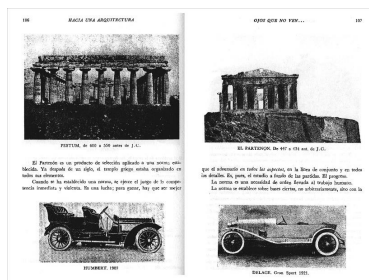 106 HACIA UNA ARQUITECTURA
PESTUM, de 600 a 550 antes de J.-C.
El Partenón es un producto de selección aplicado a una norma establecida. Ya después de un siglo, el templo griego estaba organizado en
todos sus elementos.
Cuando se ha establecido una norma, se ejerce el juego de la competencia inmediata y violenta. Es una lucha; para ganar, hay que ser mejor
HUMBERT, 1907
OJOS QUE NO VEN... 107
EL PARTENON. De 447 a 434 ant. de J.-C.
que el adversario en todas las partes, en la línea de conjunto y en todos
los detalles. Es, pues, el estudio a fondo de las partidas. El progreso.
La norma es una necesidad de orden llevada al trabajo humano.
La norma se establece sobre bases ciertas, no arbitrariamente, sino con la
DELAGE. Gran Sport 1921.